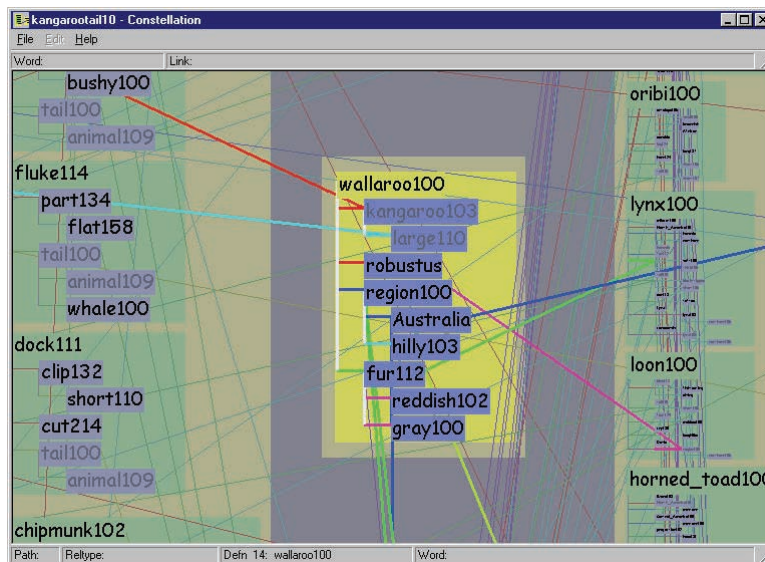 kangarootail10 - Constellation
File Edit Help
Word: Link:
bushy100
tail100
animal109
fluke114
part134
flat158
tail100
animal109
whale100
dock111
clip132
short110
cut214
tail100
animal109
chipmunk102
wallaroo100
kangaroo103
large110
robustus
region100
Australia
hilly103
fur112
reddish102
gray100
oribi100
lynx100
loon100
horned_toad100
Path: Reltype: Defn 14: wallaroo100 Word: